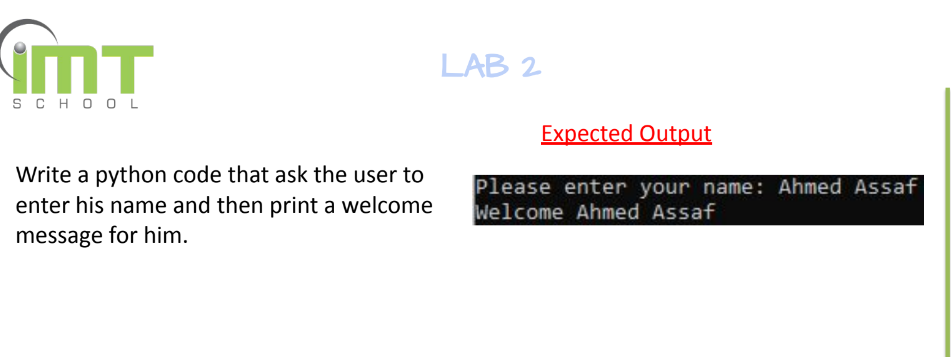 iMT
SCHOOL
LAB 2
Expected Output
Write a python code that ask the user to
enter his name and then print a welcome
message for him.
Please enter your name: Ahmed Assaf
Welcome Ahmed Assaf